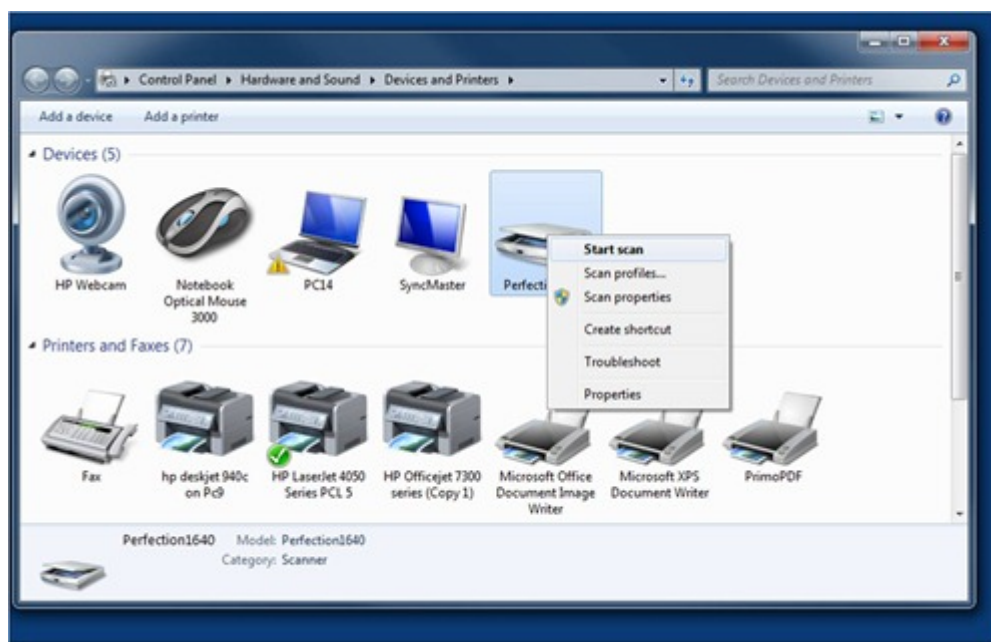 Control Panel ▸ Hardware and Sound ▸ Devices and Printers ▸
Search Devices and Printers
Add a device Add a printer
Devices (5)
HP Webcam
Notebook
Optical Mouse
3000
PC14
SyncMaster
Perfecti
Start scan
Scan profiles...
Scan properties
Create shortcut
Troubleshoot
Properties
Printers and Faxes (7)
Fax
hp deskjet 940c
on Pc9
HP LaserJet 4050
Series PCL 5
HP Officejet 7300
series (Copy 1)
Microsoft Office
Document Image
Writer
Microsoft XPS
Document Writer
PrimoPDF
Perfection1640 Model: Perfection1640
Category: Scanner